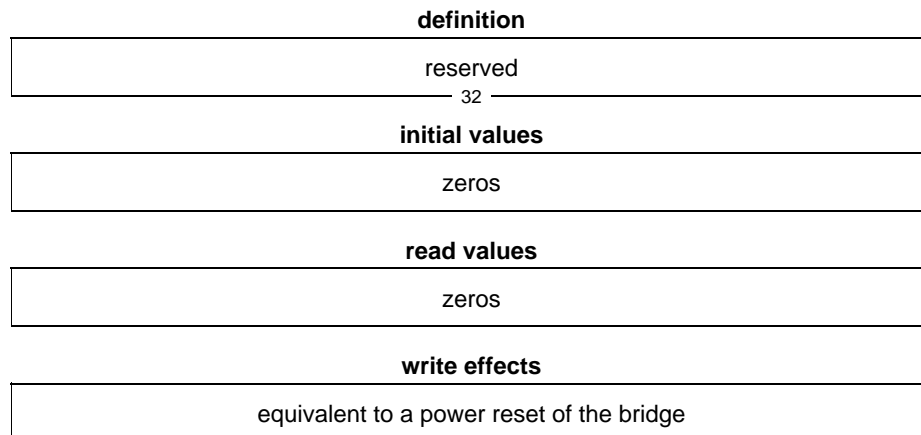 definition
reserved
32
initial values
zeros
read values
zeros
write effects
equivalent to a power reset of the bridge